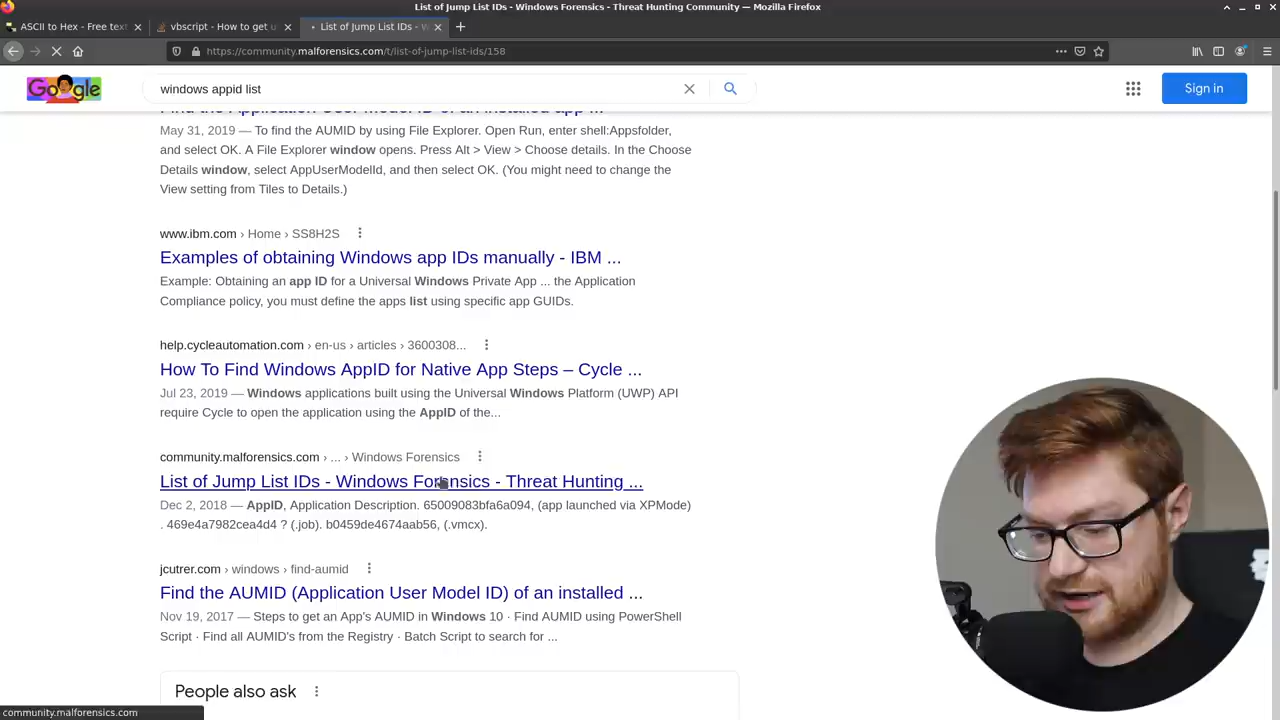 List of Jump List IDs - Windows Forensics - Threat Hunting Community — Mozilla Firefox
ASCII to Hex - Free text
vbscript - How to get u
List of Jump List IDs - W
https://community.malforensics.com/t/list-of-jump-list-ids/158
Google
windows appid list
Sign in
Find the Application User Model ID of an installed app ...
May 31, 2019 — To find the AUMID by using File Explorer. Open Run, enter shell:Appsfolder,
and select OK. A File Explorer window opens. Press Alt > View > Choose details. In the Choose
Details window, select AppUserModelId, and then select OK. (You might need to change the
View setting from Tiles to Details.)
www.ibm.com › Home › SS8H2S
Examples of obtaining Windows app IDs manually - IBM ...
Example: Obtaining an app ID for a Universal Windows Private App ... the Application
Compliance policy, you must define the apps list using specific app GUIDs.
help.cycleautomation.com › en-us › articles › 3600308...
How To Find Windows AppID for Native App Steps – Cycle ...
Jul 23, 2019 — Windows applications built using the Universal Windows Platform (UWP) API
require Cycle to open the application using the AppID of the...
community.malforensics.com › ... › Windows Forensics
List of Jump List IDs - Windows Forensics - Threat Hunting ...
Dec 2, 2018 — AppID, Application Description. 65009083bfa6a094, (app launched via XPMode)
. 469e4a7982cea4d4 ? (.job). b0459de4674aab56, (.vmcx).
jcutrer.com › windows › find-aumid
Find the AUMID (Application User Model ID) of an installed ...
Nov 19, 2017 — Steps to get an App's AUMID in Windows 10 · Find AUMID using PowerShell
Script · Find all AUMID's from the Registry · Batch Script to search for ...
People also ask
community.malforensics.com